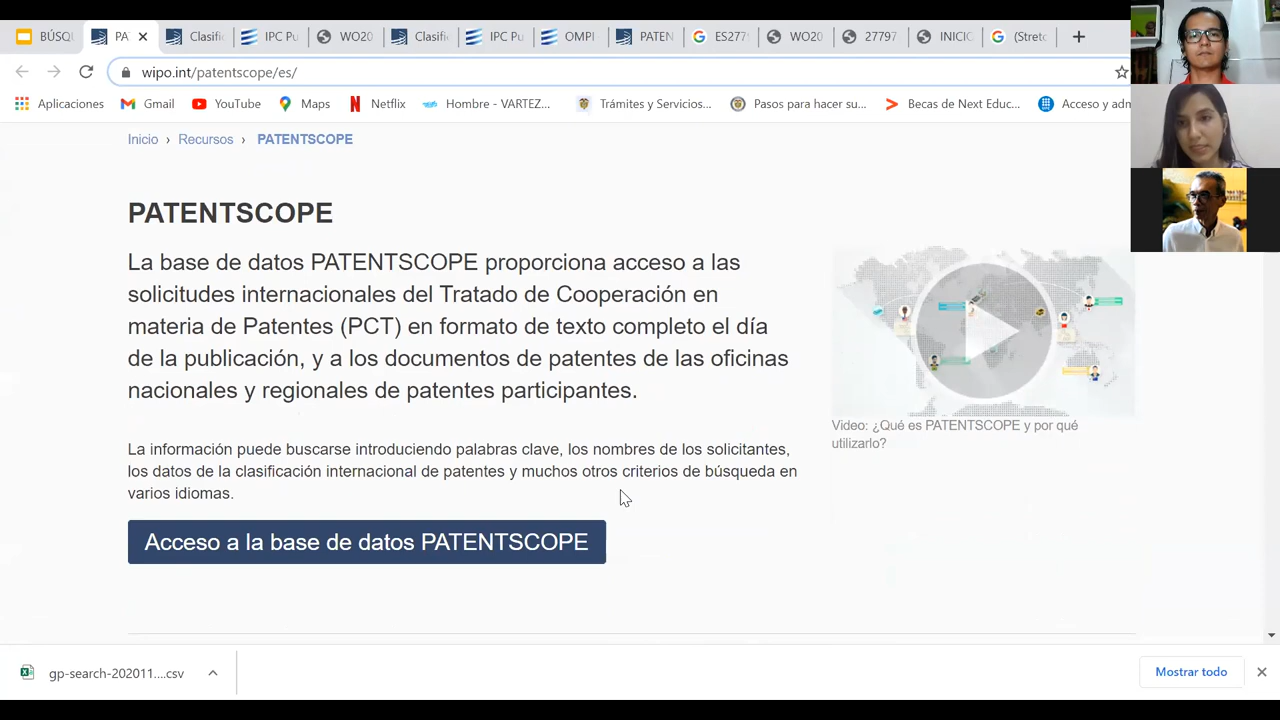 BÚSQ PA Clasifi IPC Pu WO20 Clasifi IPC Pu OMPI PATEN ES277 WO20 27797 INICIO (Stretc
wipo.int/patentscope/es/
Aplicaciones Gmail YouTube Maps Netflix Hombre - VARTEZ... Trámites y Servicios... Pasós para hacer su... Becas de Next Educ... Acceso y adm
Inicio › Recursos › PATENTSCOPE
PATENTSCOPE
La base de datos PATENTSCOPE proporciona acceso a las
solicitudes internacionales del Tratado de Cooperación en
materia de Patentes (PCT) en formato de texto completo el día
de la publicación, y a los documentos de patentes de las oficinas
nacionales y regionales de patentes participantes.
Video: ¿Qué es PATENTSCOPE y por qué
utilizarlo?
La información puede buscarse introduciendo palabras clave, los nombres de los solicitantes,
los datos de la clasificación internacional de patentes y muchos otros criterios de búsqueda en
varios idiomas.
Acceso a la base de datos PATENTSCOPE
gp-search-202011....csv
Mostrar todo